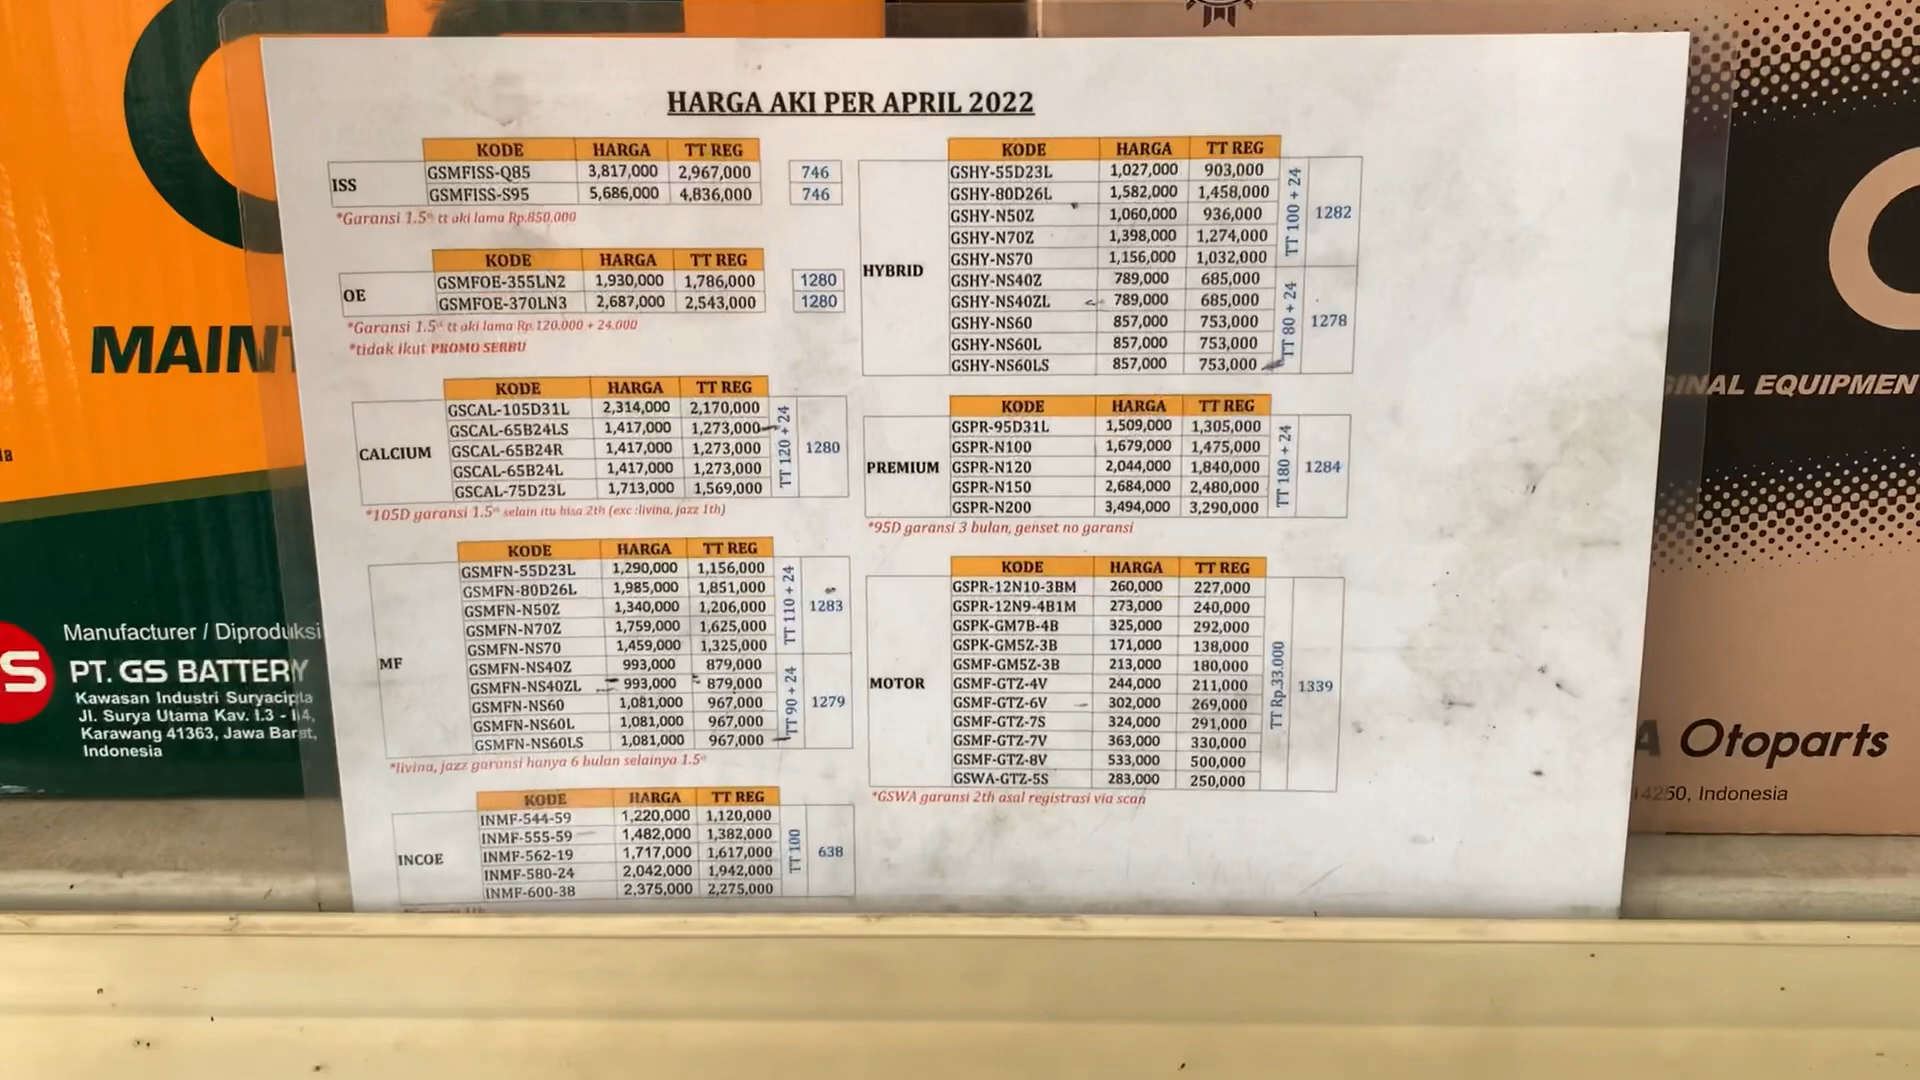 HARGA AKI PER APRIL 2022
KODE HARGA TT REG
ISS
GSMFISS-Q85 3,817,000 2,967,000 746
GSMFISS-S95 5,686,000 4,836,000 746
*Garansi 1.5th tt aki lama Rp.850.000
KODE HARGA TT REG
OE
GSMFOE-355LN2 1,930,000 1,786,000 1280
GSMFOE-370LN3 2,687,000 2,543,000 1280
*Garansi 1.5th tt aki lama Rp.120.000 + 24.000
*tidak ikut PROMO SERBU
KODE HARGA TT REG
CALCIUM
GSCAL-105D31L 2,314,000 2,170,000
GSCAL-65B24LS 1,417,000 1,273,000
GSCAL-65B24R 1,417,000 1,273,000
GSCAL-65B24L 1,417,000 1,273,000
GSCAL-75D23L 1,713,000 1,569,000
TT 120 + 24
1280
*105D garansi 1.5th selain itu bisa 2th (exc :livina, jazz 1th)
KODE HARGA TT REG
MF
GSMFN-55D23L 1,290,000 1,156,000
GSMFN-80D26L 1,985,000 1,851,000
GSMFN-N50Z 1,340,000 1,206,000
GSMFN-N70Z 1,759,000 1,625,000
GSMFN-NS70 1,459,000 1,325,000
GSMFN-NS40Z 993,000 879,000
GSMFN-NS40ZL 993,000 879,000
GSMFN-NS60 1,081,000 967,000
GSMFN-NS60L 1,081,000 967,000
GSMFN-NS60LS 1,081,000 967,000
TT 110 + 24
1283
TT 90 + 24
1279
*livina, jazz garansi hanya 6 bulan selainya 1.5th
KODE HARGA TT REG
INCOE
INMF-544-59 1,220,000 1,120,000
INMF-555-59 1,482,000 1,382,000
INMF-562-19 1,717,000 1,617,000
INMF-580-24 2,042,000 1,942,000
INMF-600-38 2,375,000 2,275,000
TT 100
638
KODE HARGA TT REG
HYBRID
GSHY-55D23L 1,027,000 903,000
GSHY-80D26L 1,582,000 1,458,000
GSHY-N50Z 1,060,000 936,000
GSHY-N70Z 1,398,000 1,274,000
GSHY-NS70 1,156,000 1,032,000
GSHY-NS40Z 789,000 685,000
GSHY-NS40ZL 789,000 685,000
GSHY-NS60 857,000 753,000
GSHY-NS60L 857,000 753,000
GSHY-NS60LS 857,000 753,000
TT 100 + 24
1282
TT 80 + 24
1278
KODE HARGA TT REG
PREMIUM
GSPR-95D31L 1,509,000 1,305,000
GSPR-N100 1,679,000 1,475,000
GSPR-N120 2,044,000 1,840,000
GSPR-N150 2,684,000 2,480,000
GSPR-N200 3,494,000 3,290,000
TT 180 + 24
1284
*95D garansi 3 bulan, genset no garansi
KODE HARGA TT REG
MOTOR
GSPR-12N10-3BM 260,000 227,000
GSPR-12N9-4B1M 273,000 240,000
GSPK-GM7B-4B 325,000 292,000
GSPK-GM5Z-3B 171,000 138,000
GSMF-GM5Z-3B 213,000 180,000
GSMF-GTZ-4V 244,000 211,000
GSMF-GTZ-6V 302,000 269,000
GSMF-GTZ-7S 324,000 291,000
GSMF-GTZ-7V 363,000 330,000
GSMF-GTZ-8V 533,000 500,000
GSWA-GTZ-5S 283,000 250,000
TT Rp.33.000
1339
*GSWA garansi 2th asal registrasi via scan
MAINT
Manufacturer / Diproduksi
PT. GS BATTERY
Kawasan Industri Suryacipta
Jl. Surya Utama Kav. I.3 - I.4,
Karawang 41363, Jawa Barat,
Indonesia
INAL EQUIPMEN
A Otoparts
14250, Indonesia